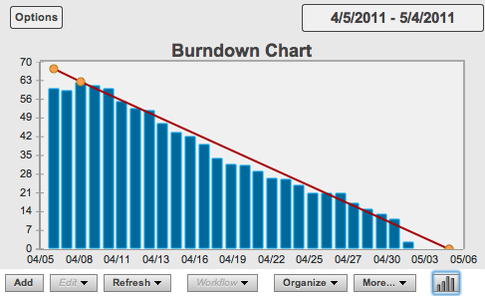 Options
4/5/2011 - 5/4/2011
Burndown Chart
70
63
56
49
42
35
28
21
14
7
0
04/05 04/08 04/11 04/13 04/16 04/19 04/22 04/25 04/27 04/30 05/03 05/06
Add Edit Refresh Workflow Organize More...